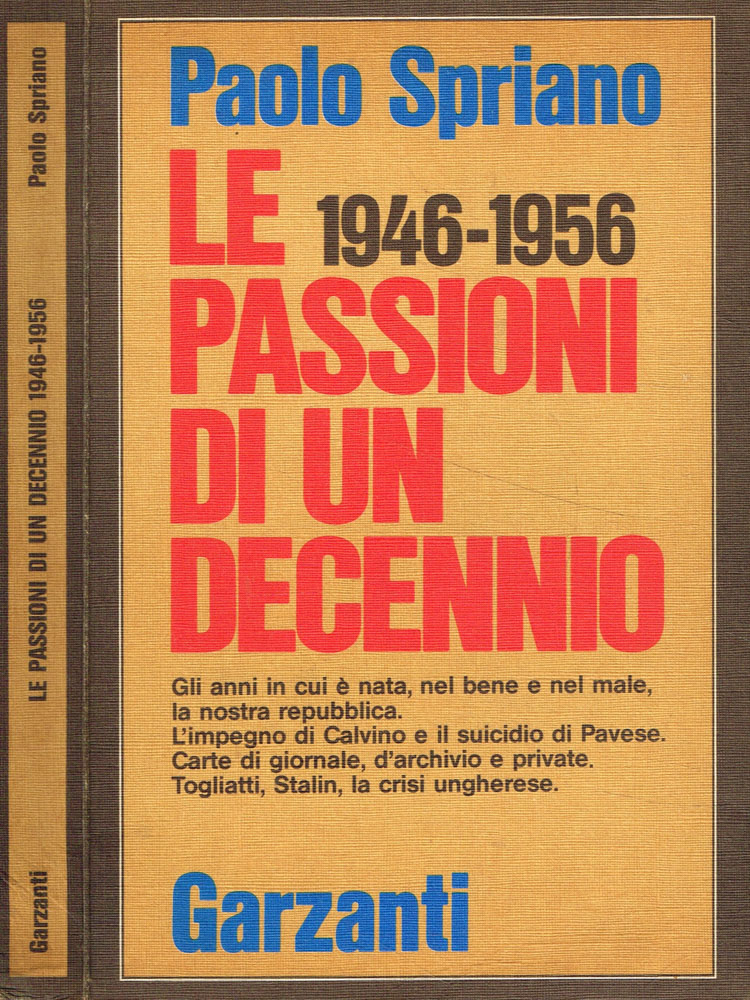 Paolo Spriano
LE PASSIONI DI UN DECENNIO 1946-1956
Garzanti
Paolo Spriano
LE 1946-1956
PASSIONI
DI UN
DECENNIO
Gli anni in cui è nata, nel bene e nel male,
la nostra repubblica.
L'impegno di Calvino e il suicidio di Pavese.
Carte di giornale, d'archivio e private.
Togliatti, Stalin, la crisi ungherese.
Garzanti